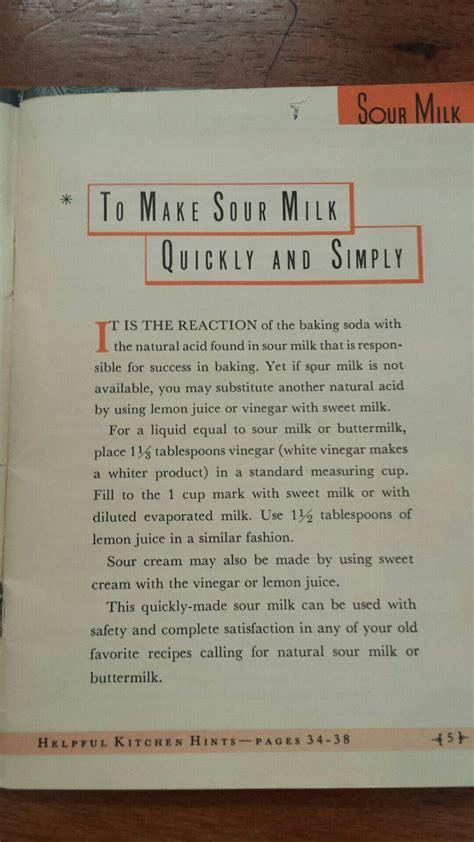 SOUR MILK
* TO MAKE SOUR MILK
QUICKLY AND SIMPLY
IT IS THE REACTION of the baking soda with
the natural acid found in sour milk that is respon-
sible for success in baking. Yet if sour milk is not
available, you may substitute another natural acid
by using lemon juice or vinegar with sweet milk.
For a liquid equal to sour milk or buttermilk,
place 1⅓ tablespoons vinegar (white vinegar makes
a whiter product) in a standard measuring cup.
Fill to the 1 cup mark with sweet milk or with
diluted evaporated milk. Use 1½ tablespoons of
lemon juice in a similar fashion.
Sour cream may also be made by using sweet
cream with the vinegar or lemon juice.
This quickly-made sour milk can be used with
safety and complete satisfaction in any of your old
favorite recipes calling for natural sour milk or
buttermilk.
HELPFUL KITCHEN HINTS—PAGES 34-38
5